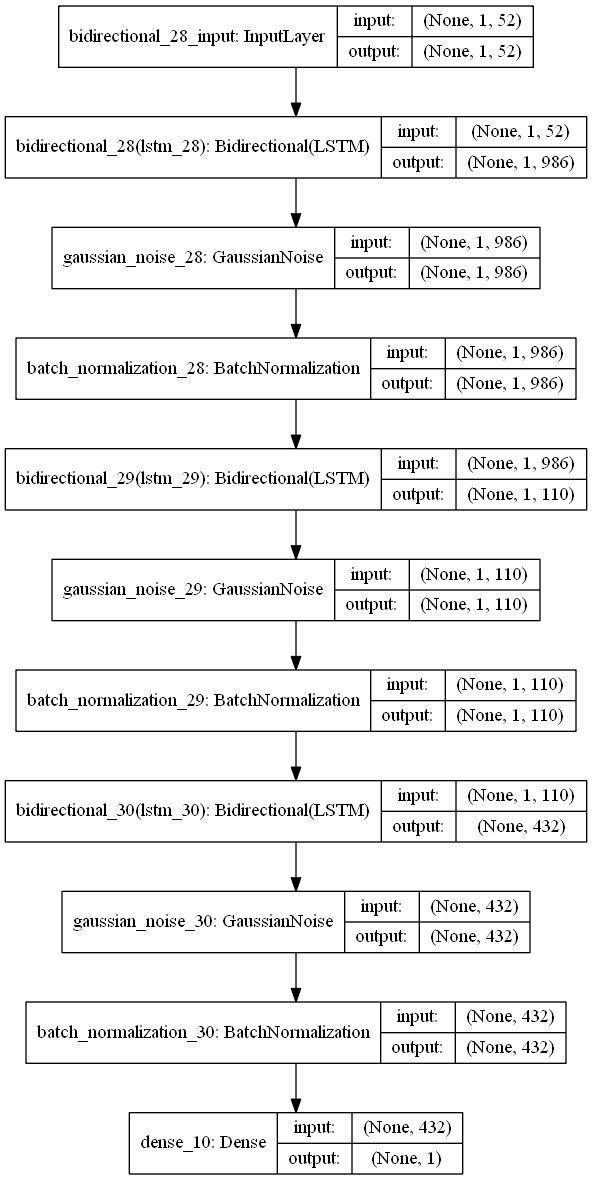 bidirectional_28_input: InputLayer
input: (None, 1, 52)
output: (None, 1, 52)
bidirectional_28(lstm_28): Bidirectional(LSTM)
input: (None, 1, 52)
output: (None, 1, 986)
gaussian_noise_28: GaussianNoise
input: (None, 1, 986)
output: (None, 1, 986)
batch_normalization_28: BatchNormalization
input: (None, 1, 986)
output: (None, 1, 986)
bidirectional_29(lstm_29): Bidirectional(LSTM)
input: (None, 1, 986)
output: (None, 1, 110)
gaussian_noise_29: GaussianNoise
input: (None, 1, 110)
output: (None, 1, 110)
batch_normalization_29: BatchNormalization
input: (None, 1, 110)
output: (None, 1, 110)
bidirectional_30(lstm_30): Bidirectional(LSTM)
input: (None, 1, 110)
output: (None, 432)
gaussian_noise_30: GaussianNoise
input: (None, 432)
output: (None, 432)
batch_normalization_30: BatchNormalization
input: (None, 432)
output: (None, 432)
dense_10: Dense
input: (None, 432)
output: (None, 1)